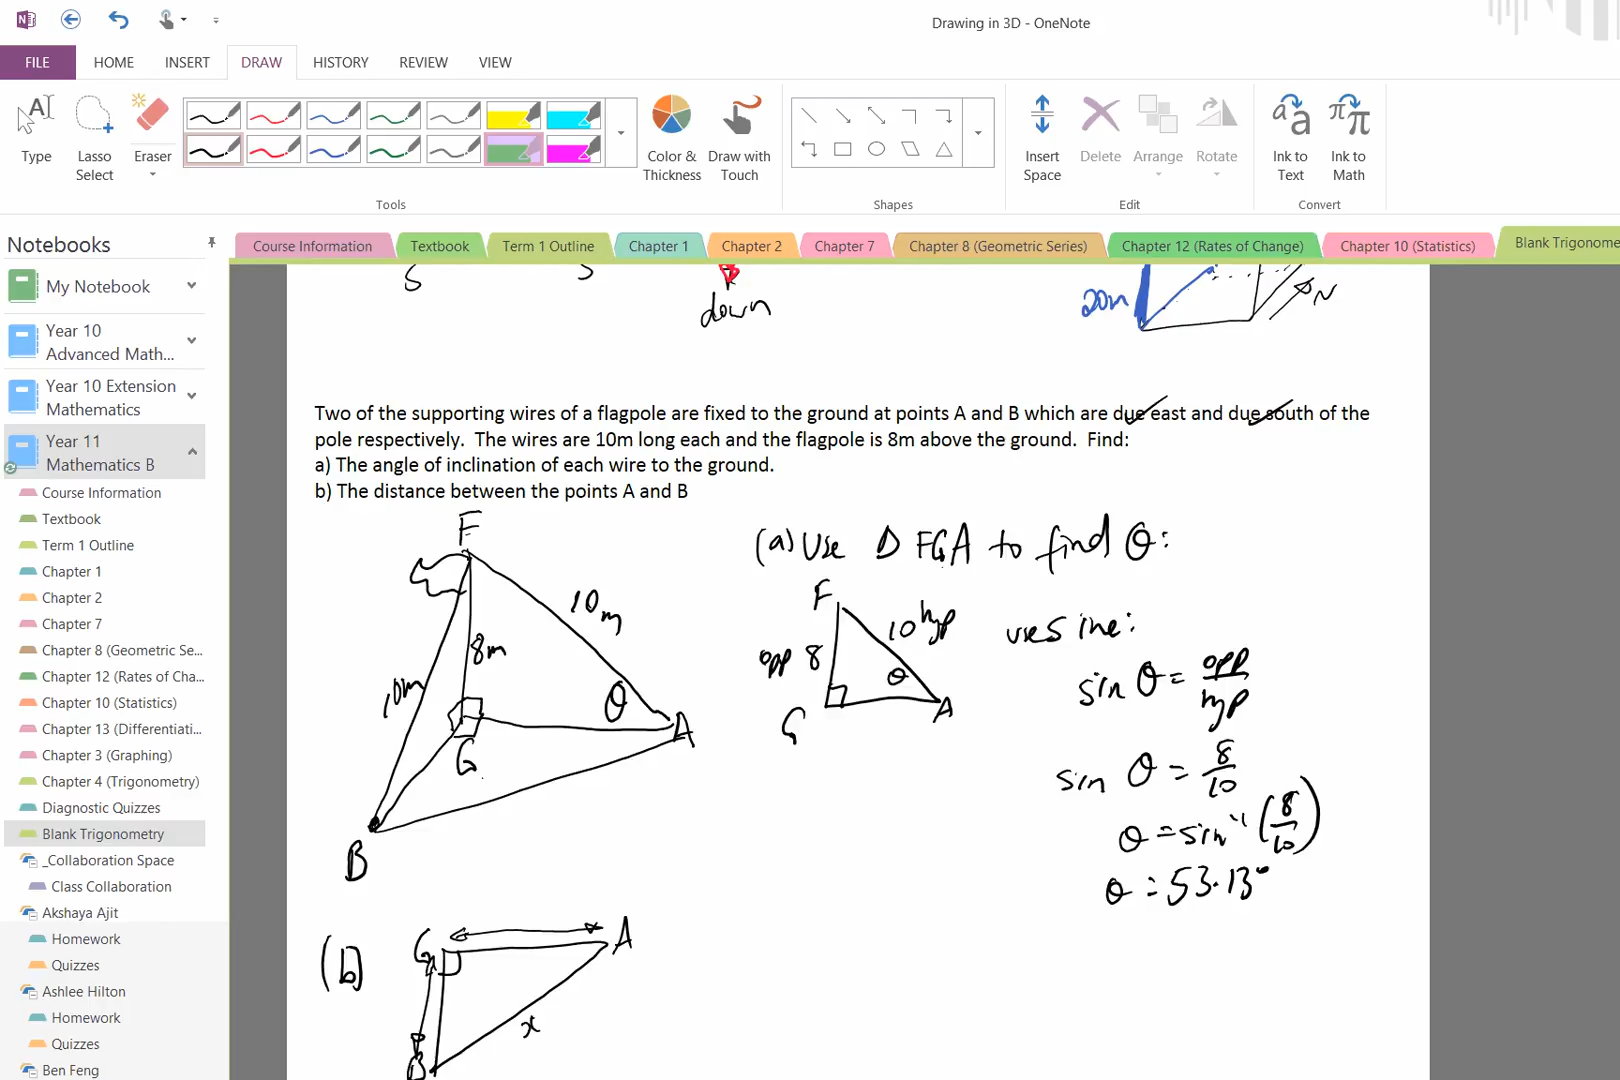 Drawing in 3D - OneNote
FILE HOME INSERT DRAW HISTORY REVIEW VIEW
Type
Lasso Select
Eraser
Color & Thickness
Draw with Touch
Insert Space
Delete
Arrange
Rotate
Ink to Text
Ink to Math
Tools
Shapes
Edit
Convert
Notebooks
Course Information Textbook Term 1 Outline Chapter 1 Chapter 2 Chapter 7 Chapter 8 (Geometric Series) Chapter 12 (Rates of Change) Chapter 10 (Statistics) Blank Trigonome
My Notebook
Year 10
Advanced Math...
Year 10 Extension
Mathematics
Year 11
Mathematics B
Course Information
Textbook
Term 1 Outline
Chapter 1
Chapter 2
Chapter 7
Chapter 8 (Geometric Se...
Chapter 12 (Rates of Cha...
Chapter 10 (Statistics)
Chapter 13 (Differentiati...
Chapter 3 (Graphing)
Chapter 4 (Trigonometry)
Diagnostic Quizzes
Blank Trigonometry
_Collaboration Space
Class Collaboration
Akshaya Ajit
Homework
Quizzes
Ashlee Hilton
Homework
Quizzes
Ben Feng
S
S
down
20m
N
Two of the supporting wires of a flagpole are fixed to the ground at points A and B which are due east and due south of the
pole respectively. The wires are 10m long each and the flagpole is 8m above the ground. Find:
a) The angle of inclination of each wire to the ground.
b) The distance between the points A and B
F
10m
8m
10m
θ
A
G
B
(a) Use Δ FGA to find θ:
F
10 hyp
opp 8
θ
G
A
use sine:
sin θ = opp/hyp
sin θ = 8/10
θ = sin⁻¹ (8/10)
θ = 53.13°
(b)
G
A
x
B